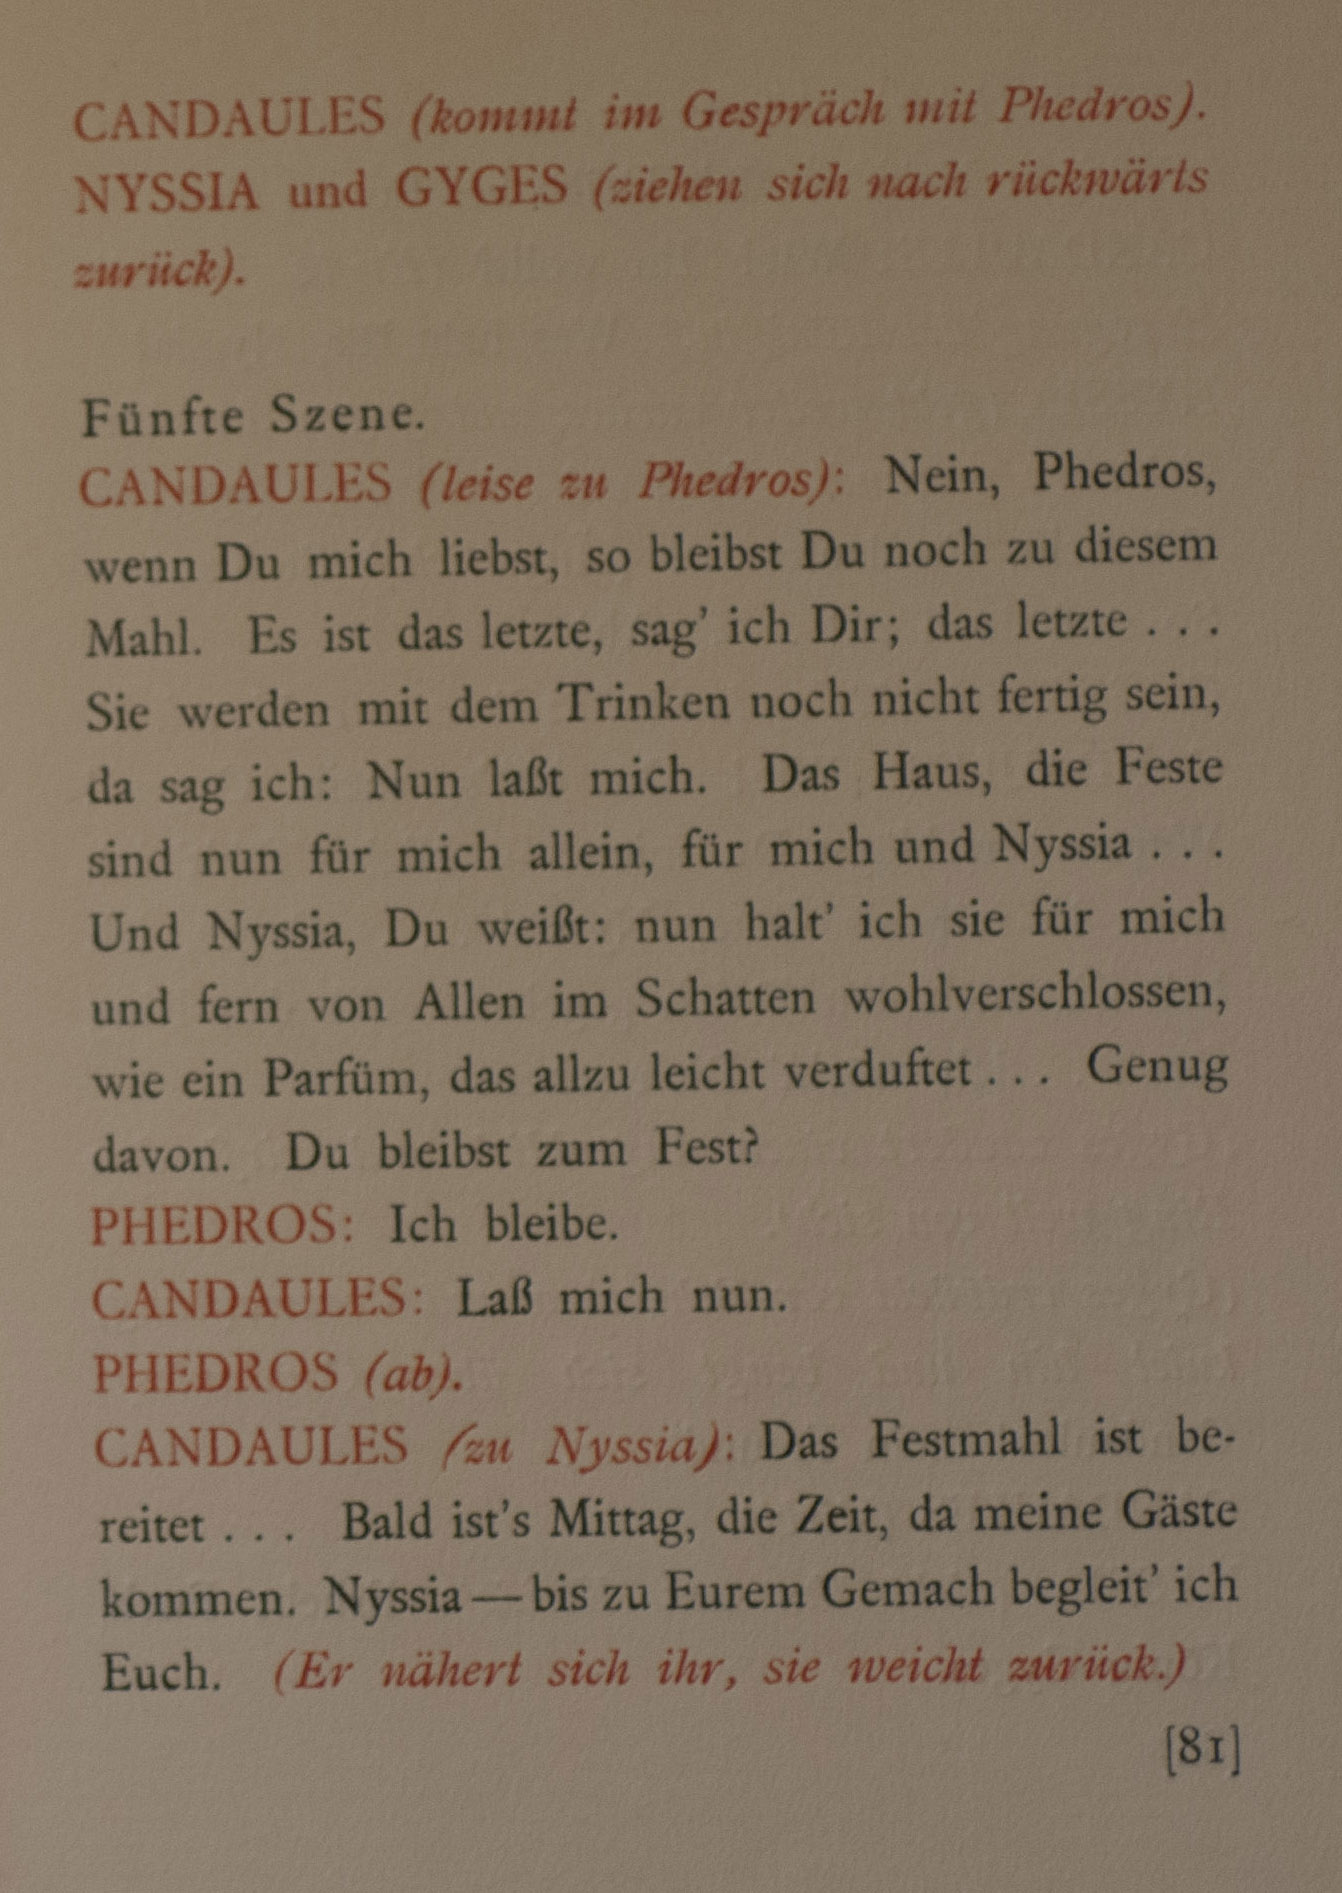 CANDAULES (kommt im Gespräch mit Phedros).
NYSSIA und GYGES (ziehen sich nach rückwärts
zurück).
Fünfte Szene.
CANDAULES (leise zu Phedros): Nein, Phedros,
wenn Du mich liebst, so bleibst Du noch zu diesem
Mahl. Es ist das letzte, sag’ ich Dir; das letzte . . .
Sie werden mit dem Trinken noch nicht fertig sein,
da sag ich: Nun laßt mich. Das Haus, die Feste
sind nun für mich allein, für mich und Nyssia . . .
Und Nyssia, Du weißt: nun halt’ ich sie für mich
und fern von Allen im Schatten wohlverschlossen,
wie ein Parfüm, das allzu leicht verduftet . . . Genug
davon. Du bleibst zum Fest?
PHEDROS: Ich bleibe.
CANDAULES: Laß mich nun.
PHEDROS (ab).
CANDAULES (zu Nyssia): Das Festmahl ist be-
reitet . . . Bald ist’s Mittag, die Zeit, da meine Gäste
kommen. Nyssia — bis zu Eurem Gemach begleit’ ich
Euch. (Er nähert sich ihr, sie weicht zurück.)
[81]